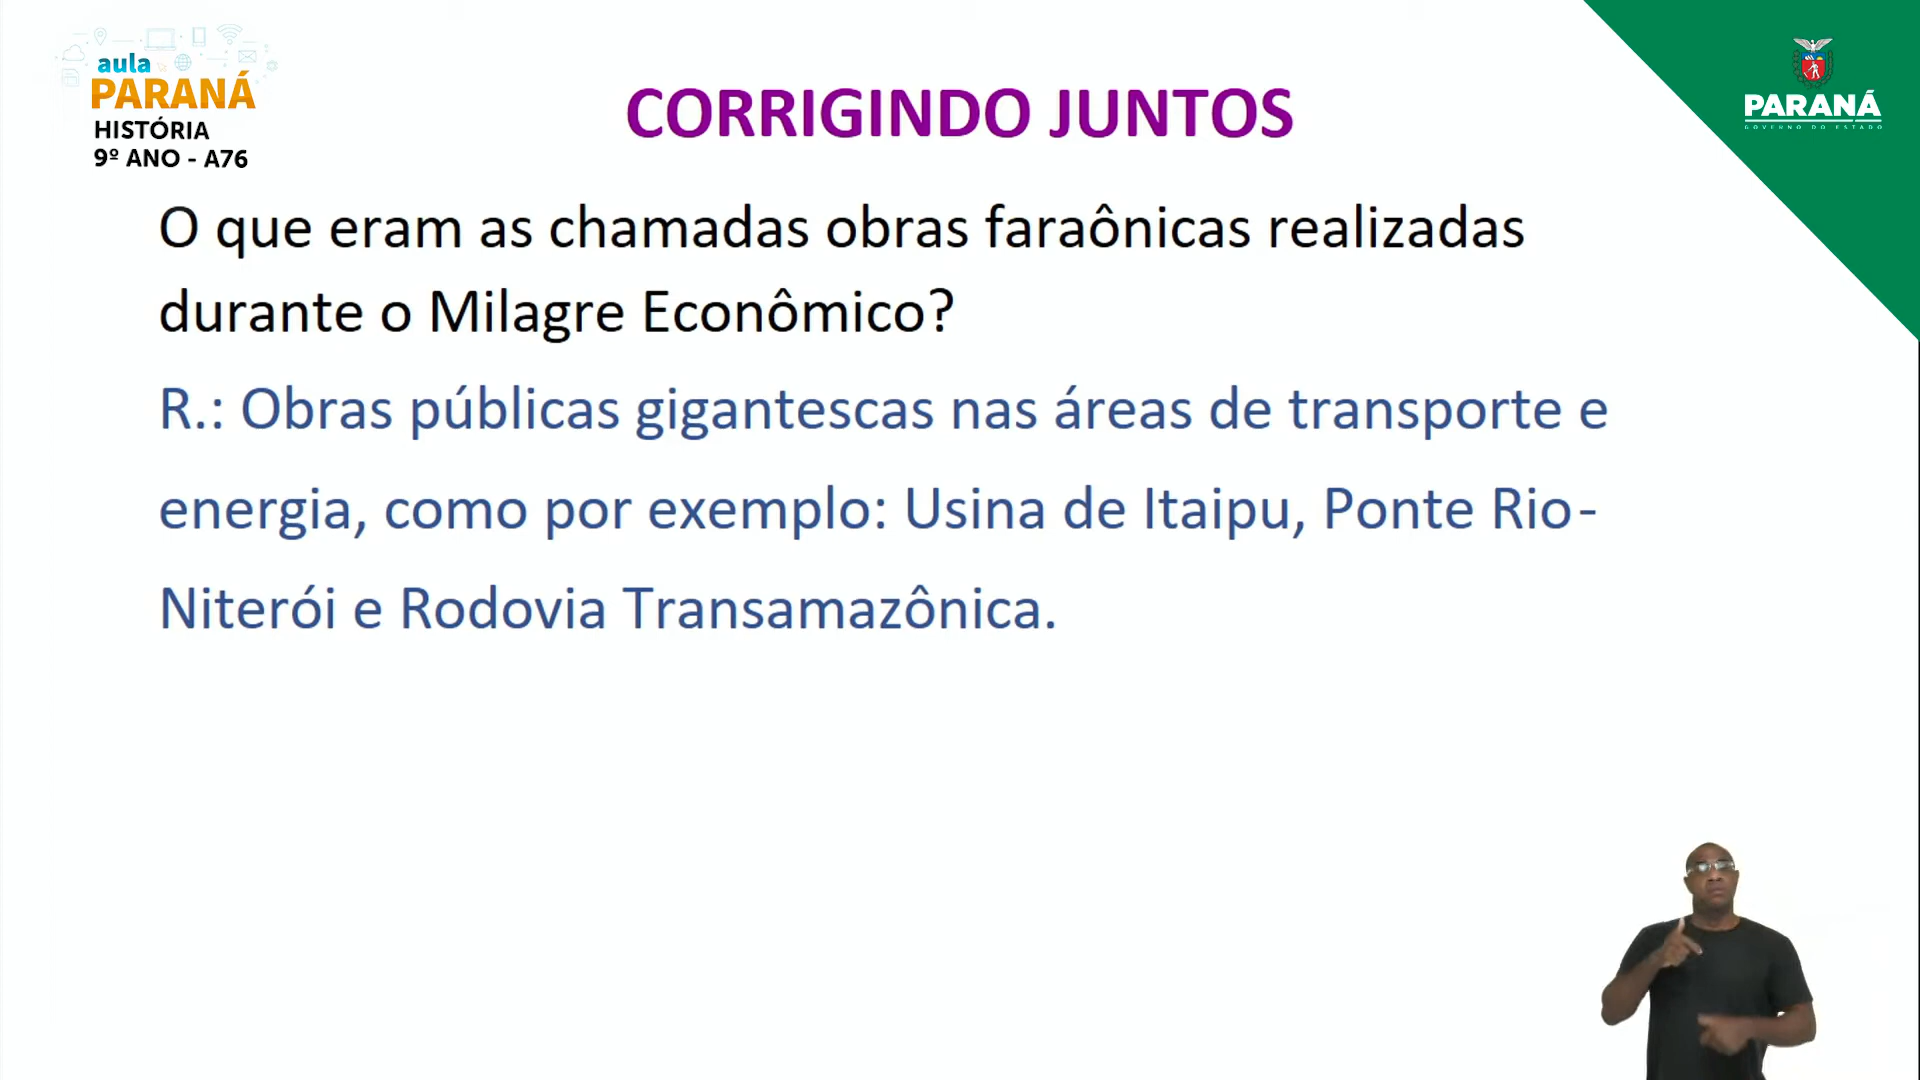 aula
PARANÁ
HISTÓRIA
9º ANO - A76
CORRIGINDO JUNTOS
PARANÁ
GOVERNO DO ESTADO
O que eram as chamadas obras faraônicas realizadas
durante o Milagre Econômico?
R.: Obras públicas gigantescas nas áreas de transporte e
energia, como por exemplo: Usina de Itaipu, Ponte Rio-
Niterói e Rodovia Transamazônica.